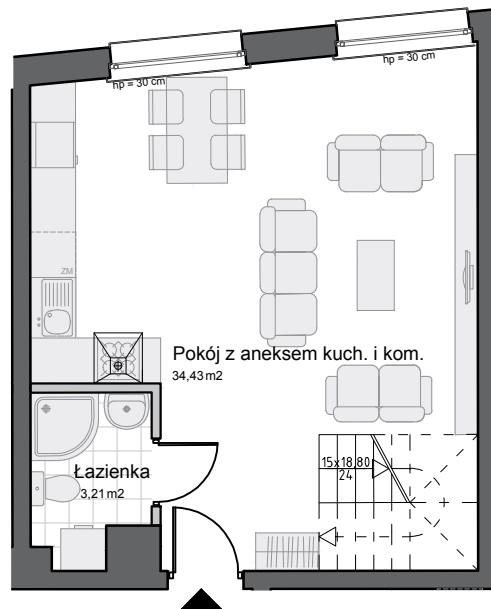 hp = 30 cm
hp = 30 cm
ZM
Pokój z aneksem kuch. i kom.
34,43 m2
Łazienka
3,21 m2
15x18,80
24